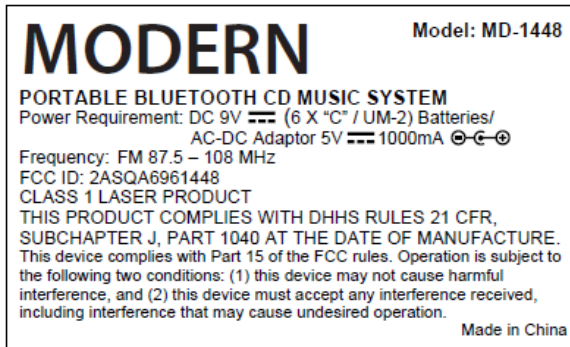 MODERN
Model: MD-1448
PORTABLE BLUETOOTH CD MUSIC SYSTEM
Power Requirement: DC 9V ⎓ (6 X “C” / UM-2) Batteries/
AC-DC Adaptor 5V ⎓ 1000mA ⊖-C-⊕
Frequency: FM 87.5 – 108 MHz
FCC ID: 2ASQA6961448
CLASS 1 LASER PRODUCT
THIS PRODUCT COMPLIES WITH DHHS RULES 21 CFR,
SUBCHAPTER J, PART 1040 AT THE DATE OF MANUFACTURE.
This device complies with Part 15 of the FCC rules. Operation is subject to
the following two conditions: (1) this device may not cause harmful
interference, and (2) this device must accept any interference received,
including interference that may cause undesired operation.
Made in China